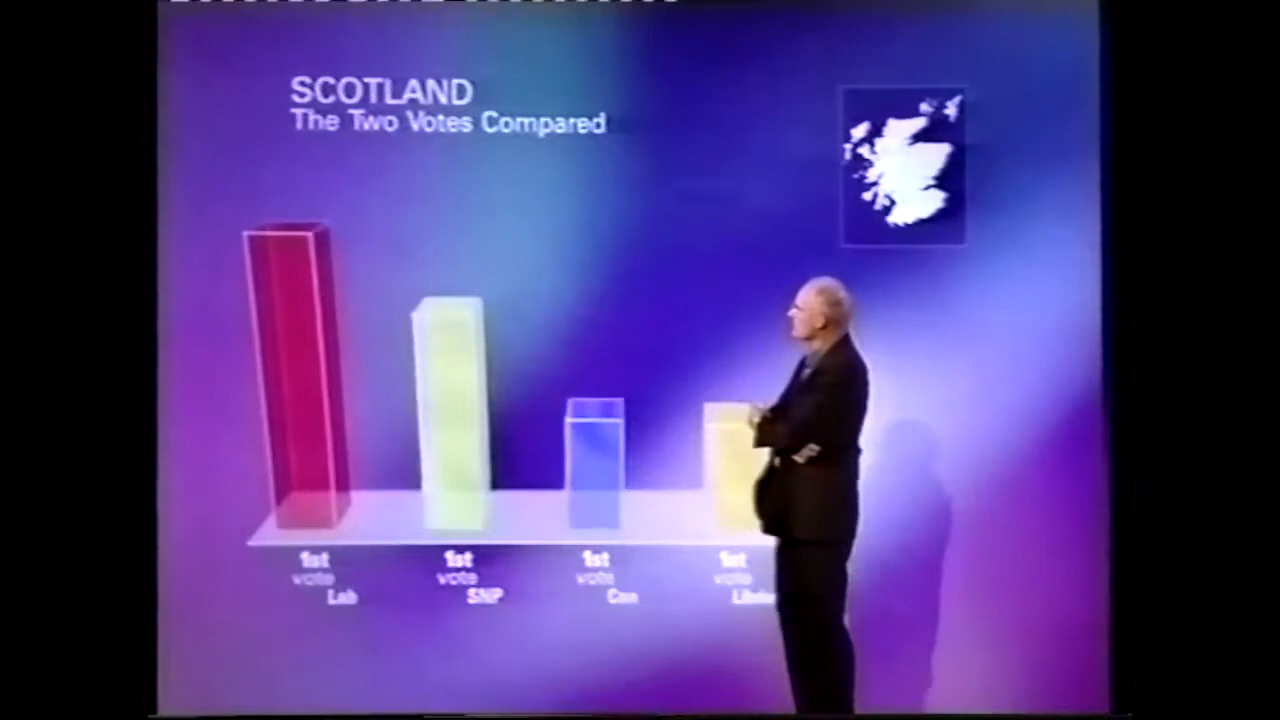 SCOTLAND
The Two Votes Compared
1st 1st 1st 1st
vote vote vote vote
Lab SNP Con